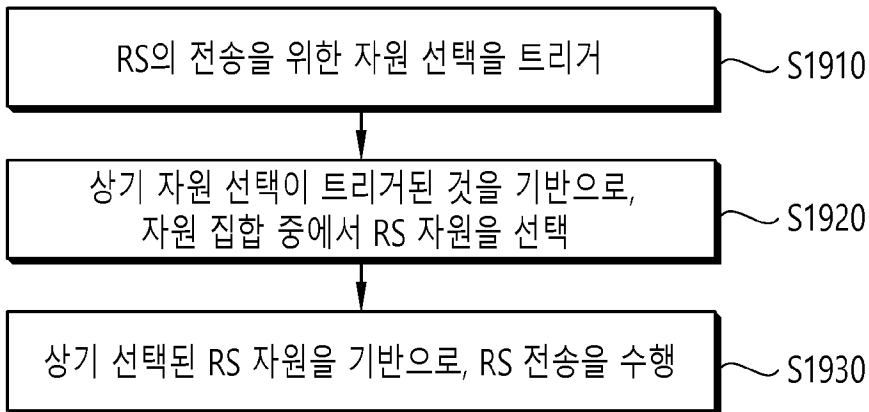 RS의 전송을 위한 자원 선택을 트리거
S1910
상기 자원 선택이 트리거된 것을 기반으로,
자원 집합 중에서 RS 자원을 선택
S1920
상기 선택된 RS 자원을 기반으로, RS 전송을 수행
S1930